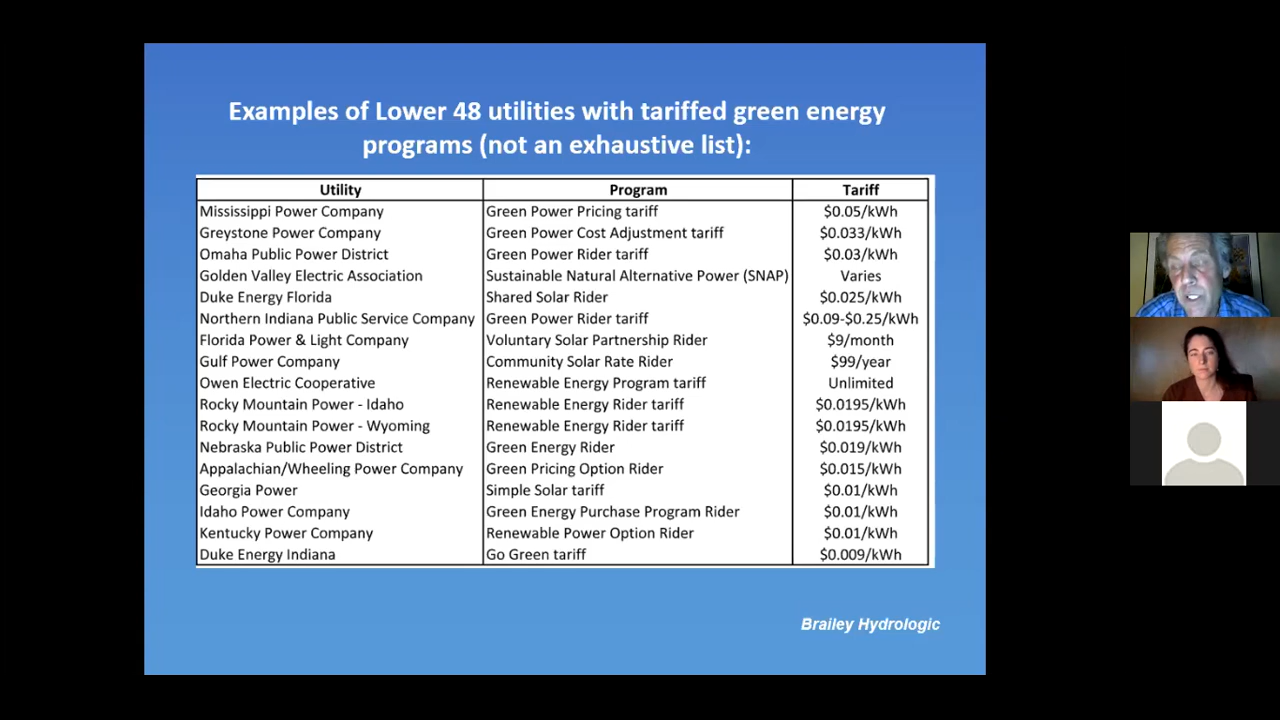 Examples of Lower 48 utilities with tariffed green energy
programs (not an exhaustive list):
Utility Program Tariff
Mississippi Power Company Green Power Pricing tariff $0.05/kWh
Greystone Power Company Green Power Cost Adjustment tariff $0.033/kWh
Omaha Public Power District Green Power Rider tariff $0.03/kWh
Golden Valley Electric Association Sustainable Natural Alternative Power (SNAP) Varies
Duke Energy Florida Shared Solar Rider $0.025/kWh
Northern Indiana Public Service Company Green Power Rider tariff $0.09-$0.25/kWh
Florida Power & Light Company Voluntary Solar Partnership Rider $9/month
Gulf Power Company Community Solar Rate Rider $99/year
Owen Electric Cooperative Renewable Energy Program tariff Unlimited
Rocky Mountain Power - Idaho Renewable Energy Rider tariff $0.0195/kWh
Rocky Mountain Power - Wyoming Renewable Energy Rider tariff $0.0195/kWh
Nebraska Public Power District Green Energy Rider $0.019/kWh
Appalachian/Wheeling Power Company Green Pricing Option Rider $0.015/kWh
Georgia Power Simple Solar tariff $0.01/kWh
Idaho Power Company Green Energy Purchase Program Rider $0.01/kWh
Kentucky Power Company Renewable Power Option Rider $0.01/kWh
Duke Energy Indiana Go Green tariff $0.009/kWh
Brailey Hydrologic